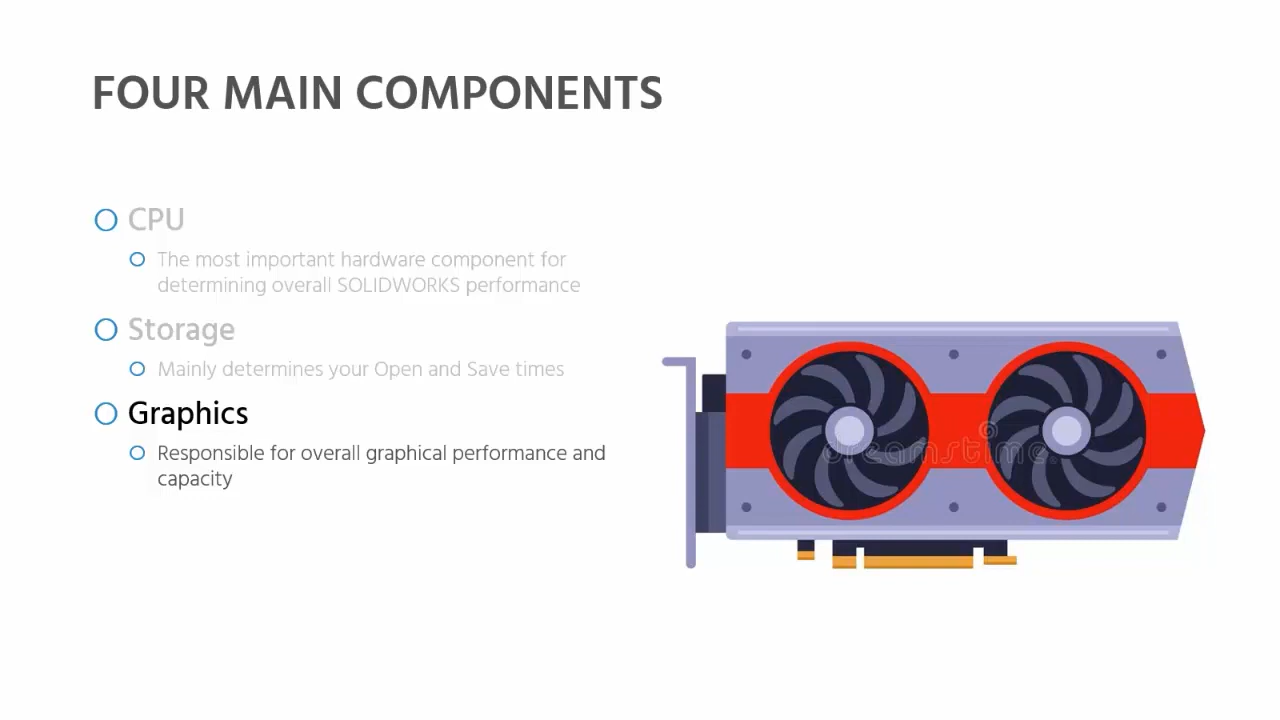 FOUR MAIN COMPONENTS
CPU
The most important hardware component for
determining overall SOLIDWORKS performance
Storage
Mainly determines your Open and Save times
Graphics
Responsible for overall graphical performance and
capacity
dreamstime.